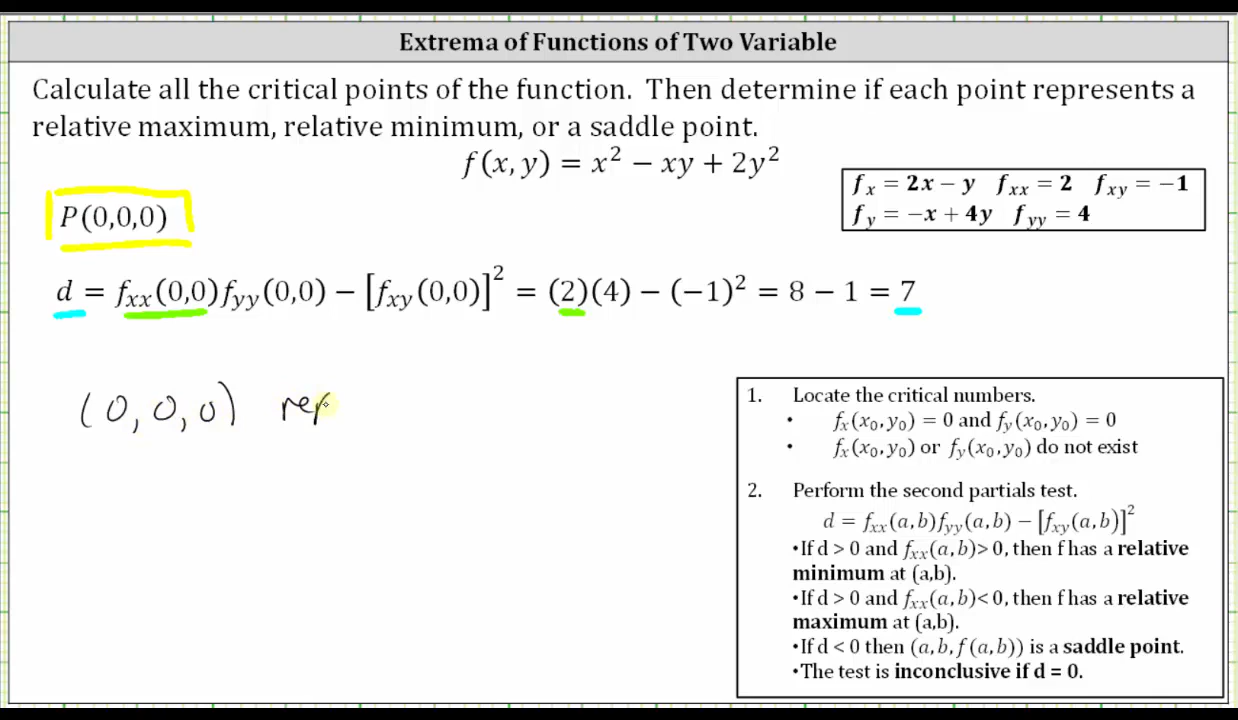 Extrema of Functions of Two Variable
Calculate all the critical points of the function. Then determine if each point represents a
relative maximum, relative minimum, or a saddle point.
f(x, y) = x² − xy + 2y²
f_x = 2x − y f_xx = 2 f_xy = −1
f_y = −x + 4y f_yy = 4
P(0,0,0)
d = f_xx(0,0)f_yy(0,0) − [f_xy(0,0)]² = (2)(4) − (−1)² = 8 − 1 = 7
(0, 0, 0) rep
1. Locate the critical numbers.
• f_x(x₀, y₀) = 0 and f_y(x₀, y₀) = 0
• f_x(x₀, y₀) or f_y(x₀, y₀) do not exist
2. Perform the second partials test.
d = f_xx(a, b)f_yy(a, b) − [f_xy(a, b)]²
•If d > 0 and f_xx(a, b)> 0, then f has a relative
minimum at (a,b).
•If d > 0 and f_xx(a, b)< 0, then f has a relative
maximum at (a,b).
•If d < 0 then (a, b, f(a, b)) is a saddle point.
•The test is inconclusive if d = 0.